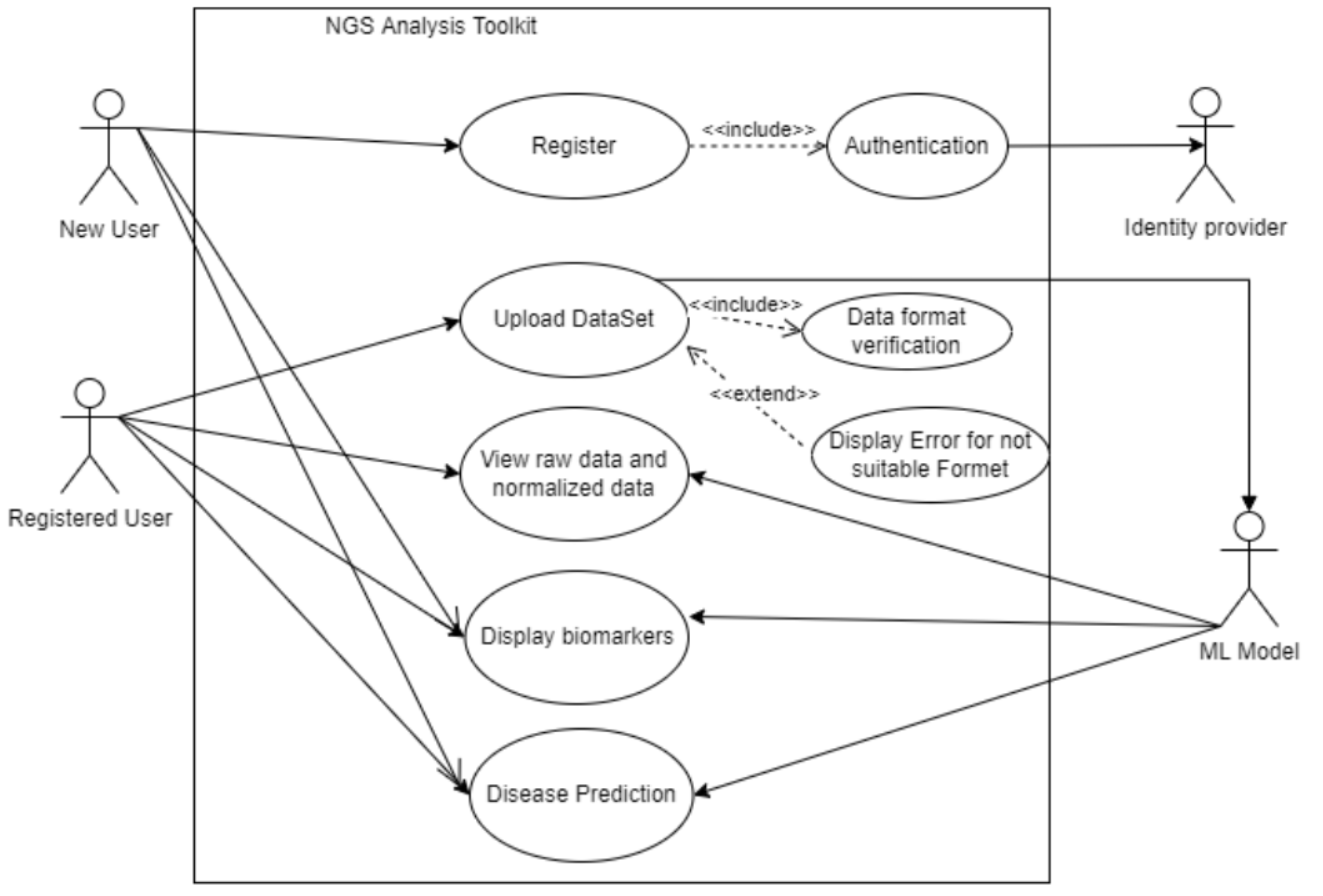 NGS Analysis Toolkit
Register
<<include>>
Authentication
New User
Identity provider
Upload DataSet
<<include>>
Data format
verification
<<extend>>
Registered User
View raw data and
normalized data
Display Error for not
suitable Formet
Display biomarkers
ML Model
Disease Prediction